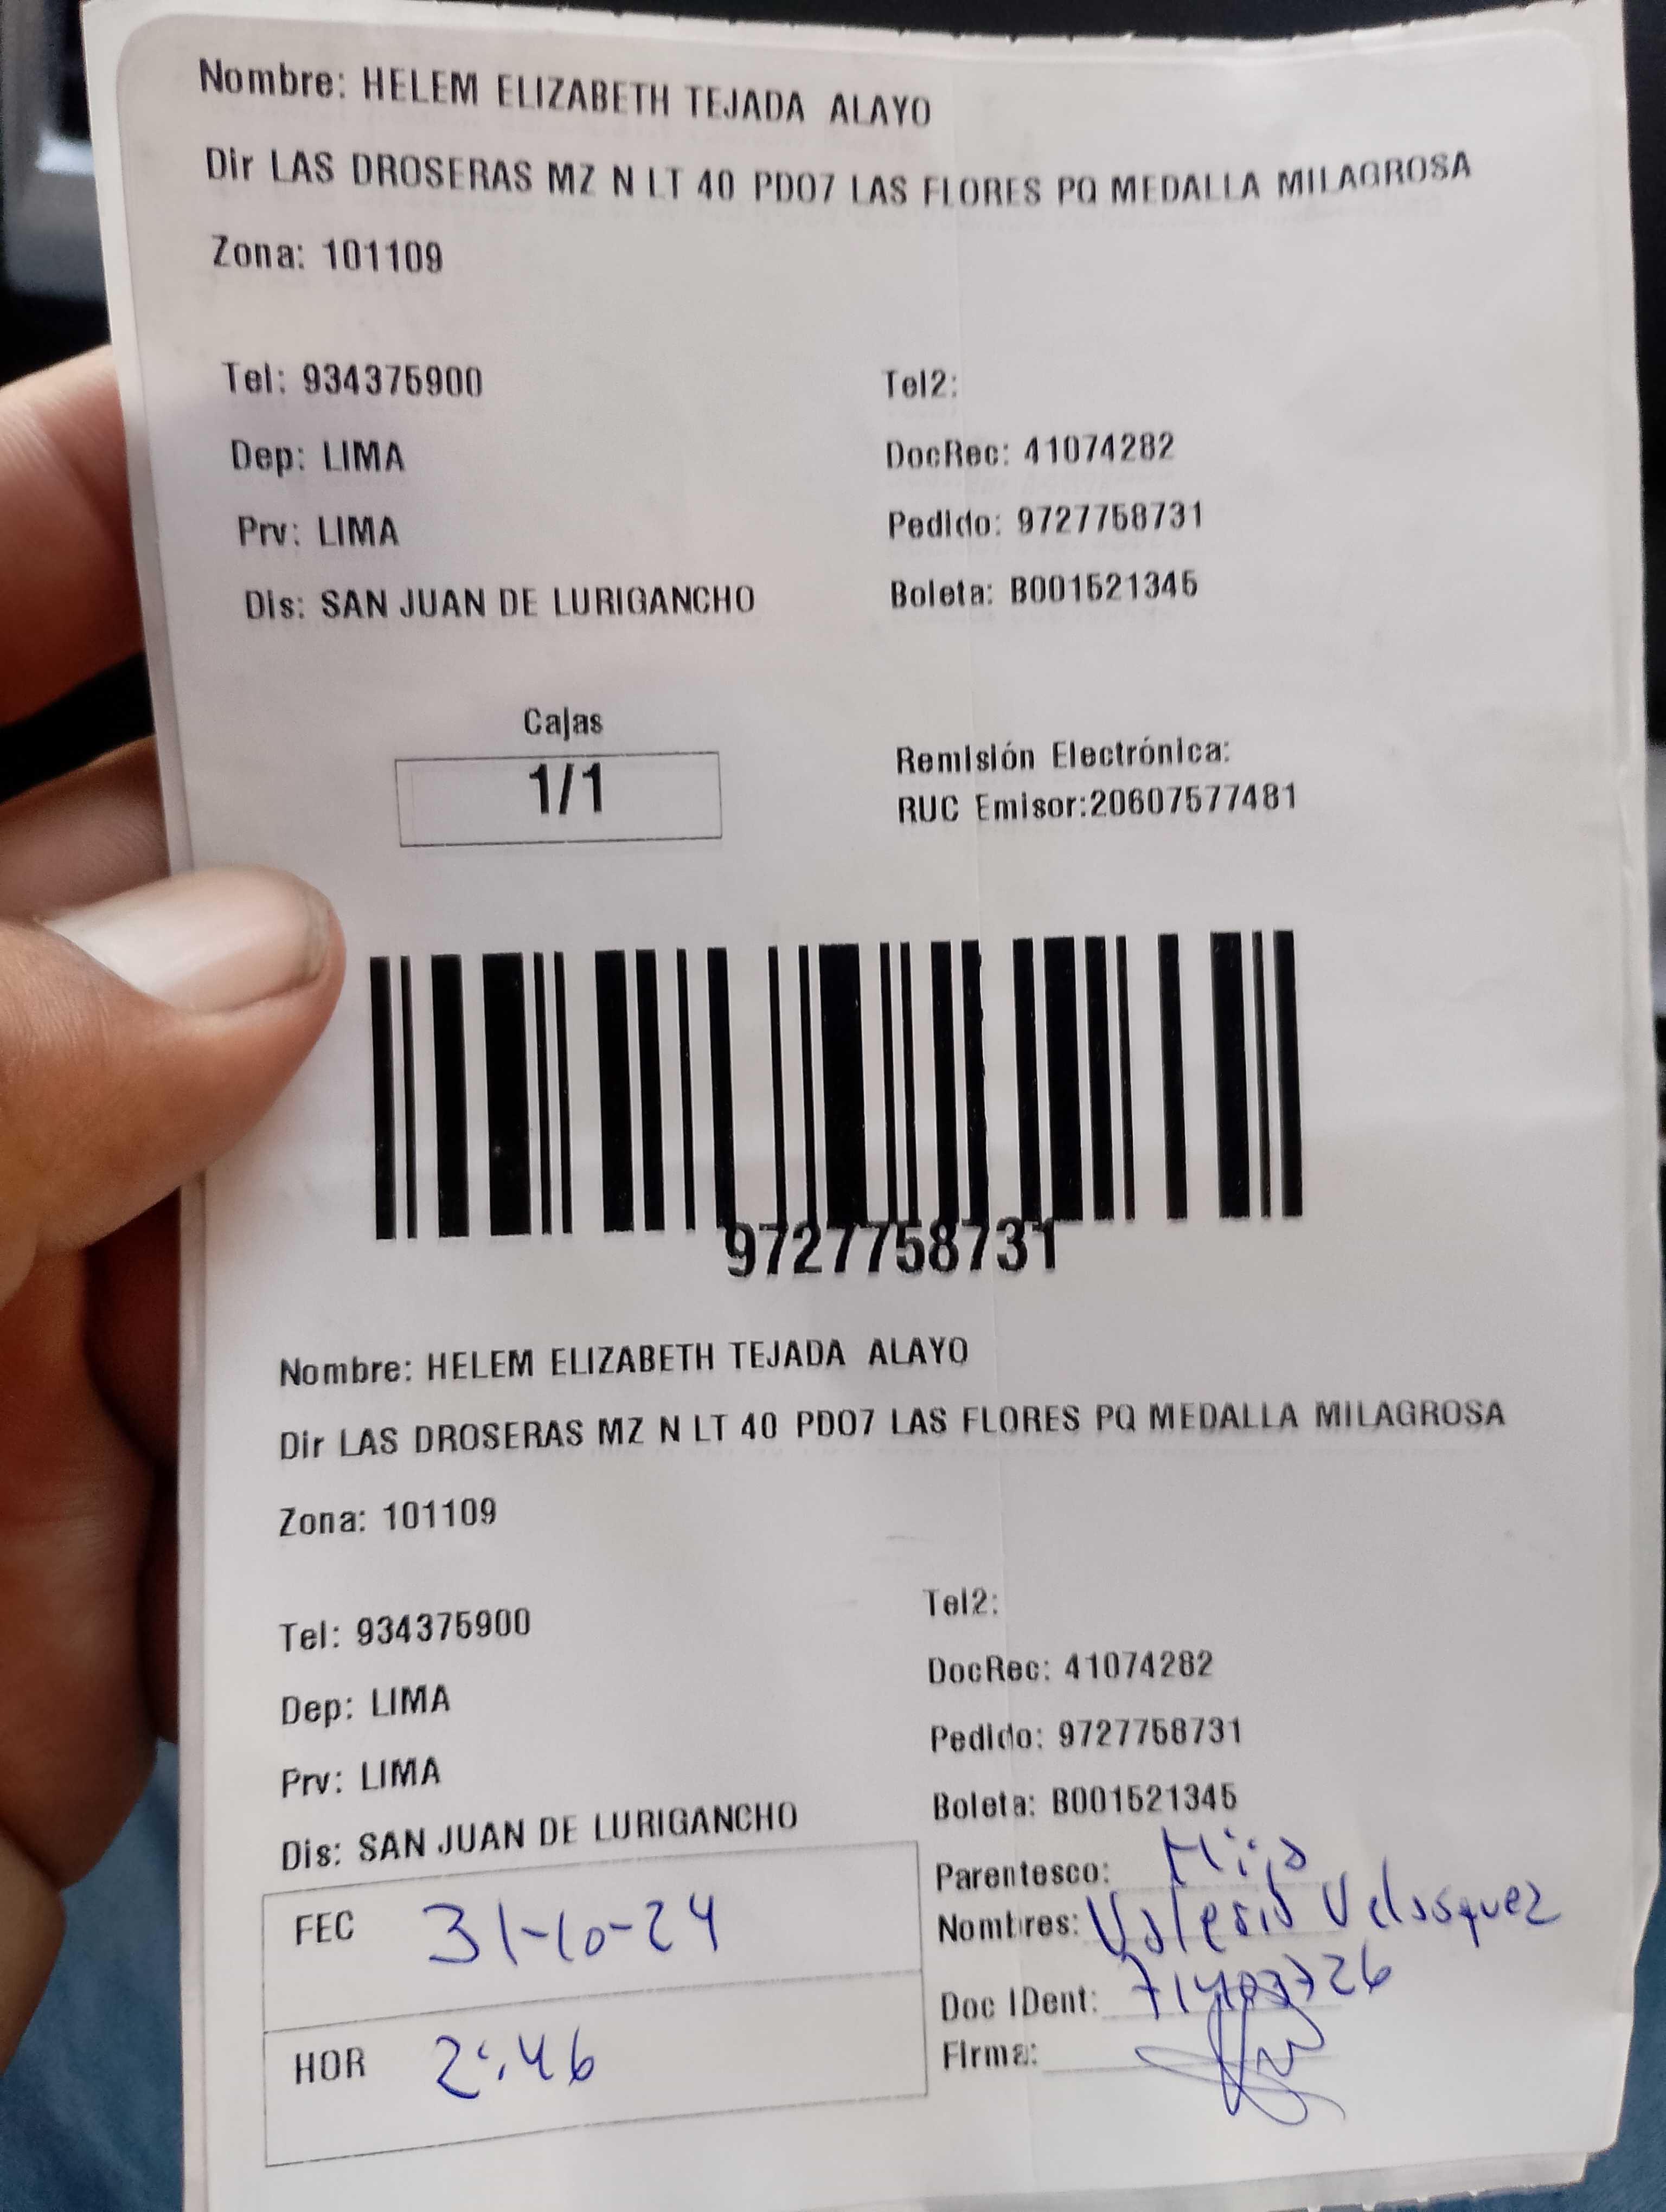 Nombre: HELEM ELIZABETH TEJADA ALAYO
Dir LAS DROSERAS MZ N LT 40 PDO7 LAS FLORES PQ MEDALLA MILAGROSA
Zona: 101109
Tel: 934375900
Tel2:
Dep: LIMA
DocRec: 41074282
Prv: LIMA
Pedido: 9727758731
Dis: SAN JUAN DE LURIGANCHO
Boleta: B001521345
Cajas
1/1
Remisión Electrónica:
RUC Emisor:20607577481
9727758731
Nombre: HELEM ELIZABETH TEJADA ALAYO
Dir LAS DROSERAS MZ N LT 40 PDO7 LAS FLORES PQ MEDALLA MILAGROSA
Zona: 101109
Tel: 934375900
Tel2:
Dep: LIMA
DocRec: 41074282
Prv: LIMA
Pedido: 9727758731
Dis: SAN JUAN DE LURIGANCHO
Boleta: B001521345
Parentesco: Hija
FEC 31-10-24
Nombres: Valeria Velasquez
Doc IDent:
HOR 2:46
Firma: